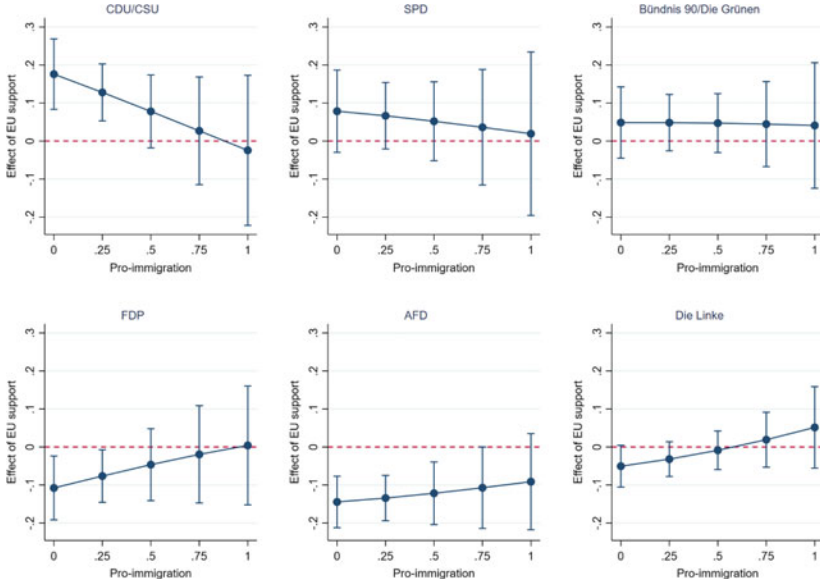 CDU/CSU
Effect of EU support
.3
.2
.1
0
-.1
-.2
0 .25 .5 .75 1
Pro-immigration
SPD
Effect of EU support
.3
.2
.1
0
-.1
-.2
0 .25 .5 .75 1
Pro-immigration
Bündnis 90/Die Grünen
Effect of EU support
.3
.2
.1
0
-.1
-.2
0 .25 .5 .75 1
Pro-immigration
FDP
Effect of EU support
.3
.2
.1
0
-.1
-.2
0 .25 .5 .75 1
Pro-immigration
AFD
Effect of EU support
.3
.2
.1
0
-.1
-.2
0 .25 .5 .75 1
Pro-immigration
Die Linke
Effect of EU support
.3
.2
.1
0
-.1
-.2
0 .25 .5 .75 1
Pro-immigration